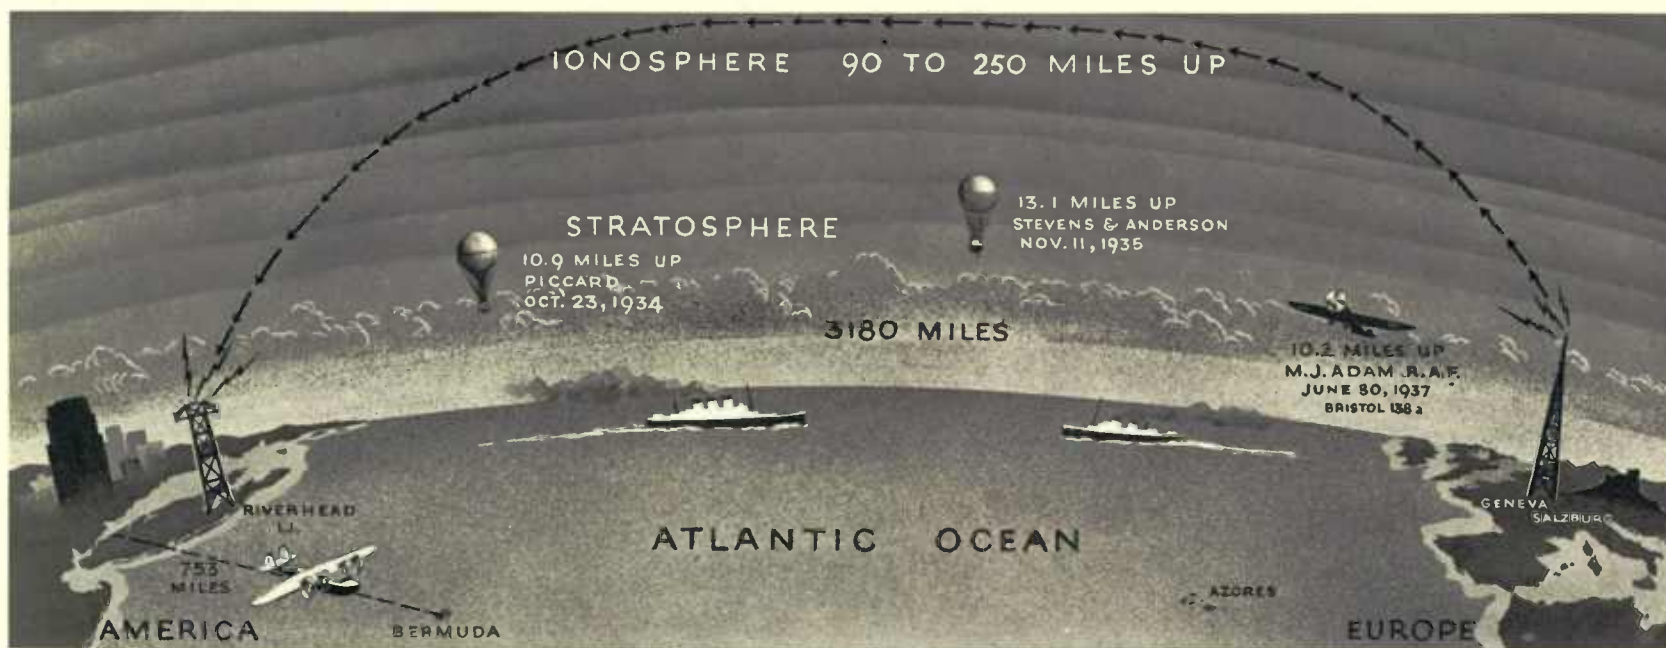 IONOSPHERE 90 TO 250 MILES UP
STRATOSPHERE
13.1 MILES UP
STEVENS & ANDERSON
NOV. 11, 1935
10.9 MILES UP
PICCARD
OCT. 23, 1934
3180 MILES
10.2 MILES UP
M.J. ADAM R.A.F.
JUNE 30, 1937
BRISTOL 138 a
RIVERHEAD
L.I.
GENEVA
SALZBURG
ATLANTIC OCEAN
753
MILES
AZORES
AMERICA
BERMUDA
EUROPE